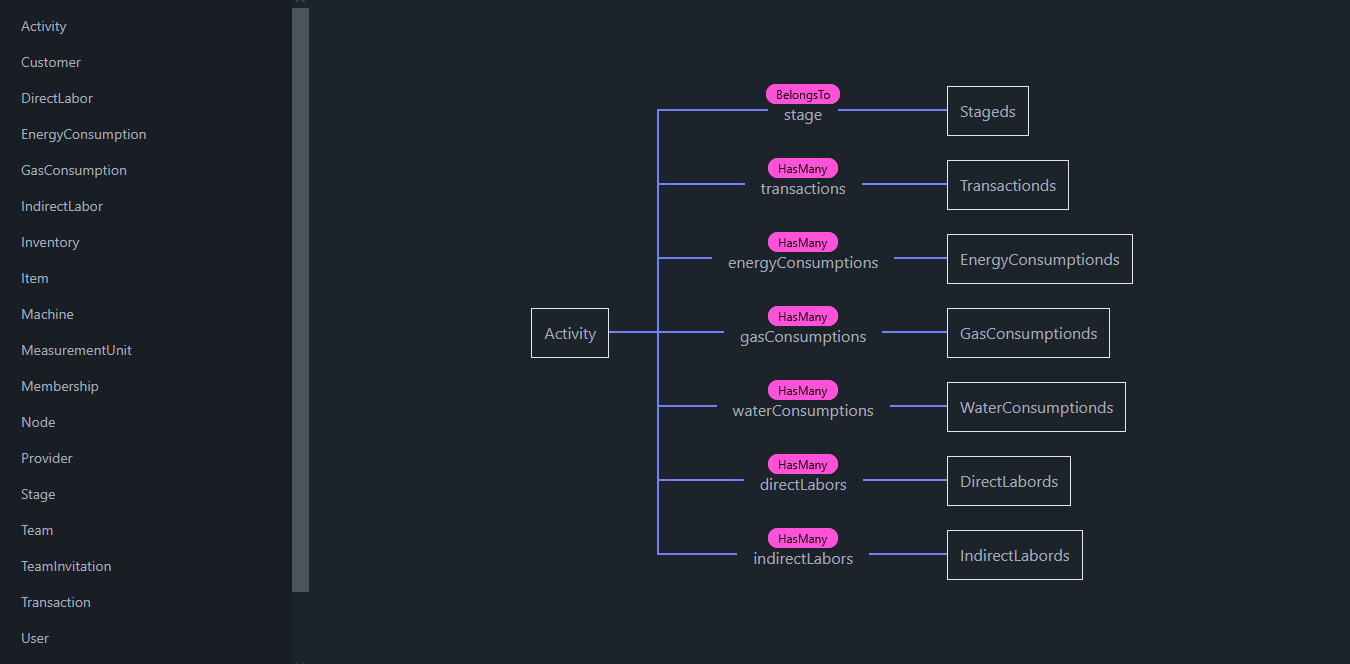 Activity
Customer
DirectLabor
EnergyConsumption
GasConsumption
IndirectLabor
Inventory
Item
Machine
MeasurementUnit
Membership
Node
Provider
Stage
Team
TeamInvitation
Transaction
User
Activity
BelongsTo
stage
Stageds
HasMany
transactions
Transactionds
HasMany
energyConsumptions
EnergyConsumptionds
HasMany
gasConsumptions
GasConsumptionds
HasMany
waterConsumptions
WaterConsumptionds
HasMany
directLabors
DirectLabords
HasMany
indirectLabors
IndirectLabords